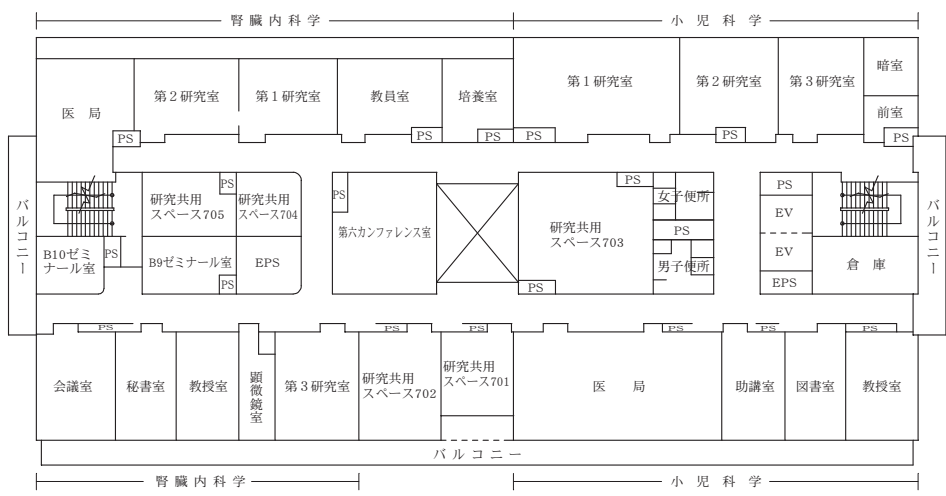 腎臓内科学
小児科学
医局
第2研究室
第1研究室
教員室
培養室
第1研究室
第2研究室
第3研究室
暗室
前室
PS
PS
PS
PS
PS
PS
バルコニー
バルコニー
PS
研究共用
スペース705
研究共用
スペース704
PS
第六カンファレンス室
PS
研究共用
スペース703
女子便所
PS
男子便所
PS
PS
EV
EV
EPS
倉庫
B10ゼミ
ナール室
PS
B9ゼミナール室
PS
EPS
PS
PS
PS
PS
PS
PS
会議室
秘書室
教授室
顕微鏡室
第3研究室
研究共用
スペース702
研究共用
スペース701
医局
助講室
図書室
教授室
バルコニー
腎臓内科学
小児科学